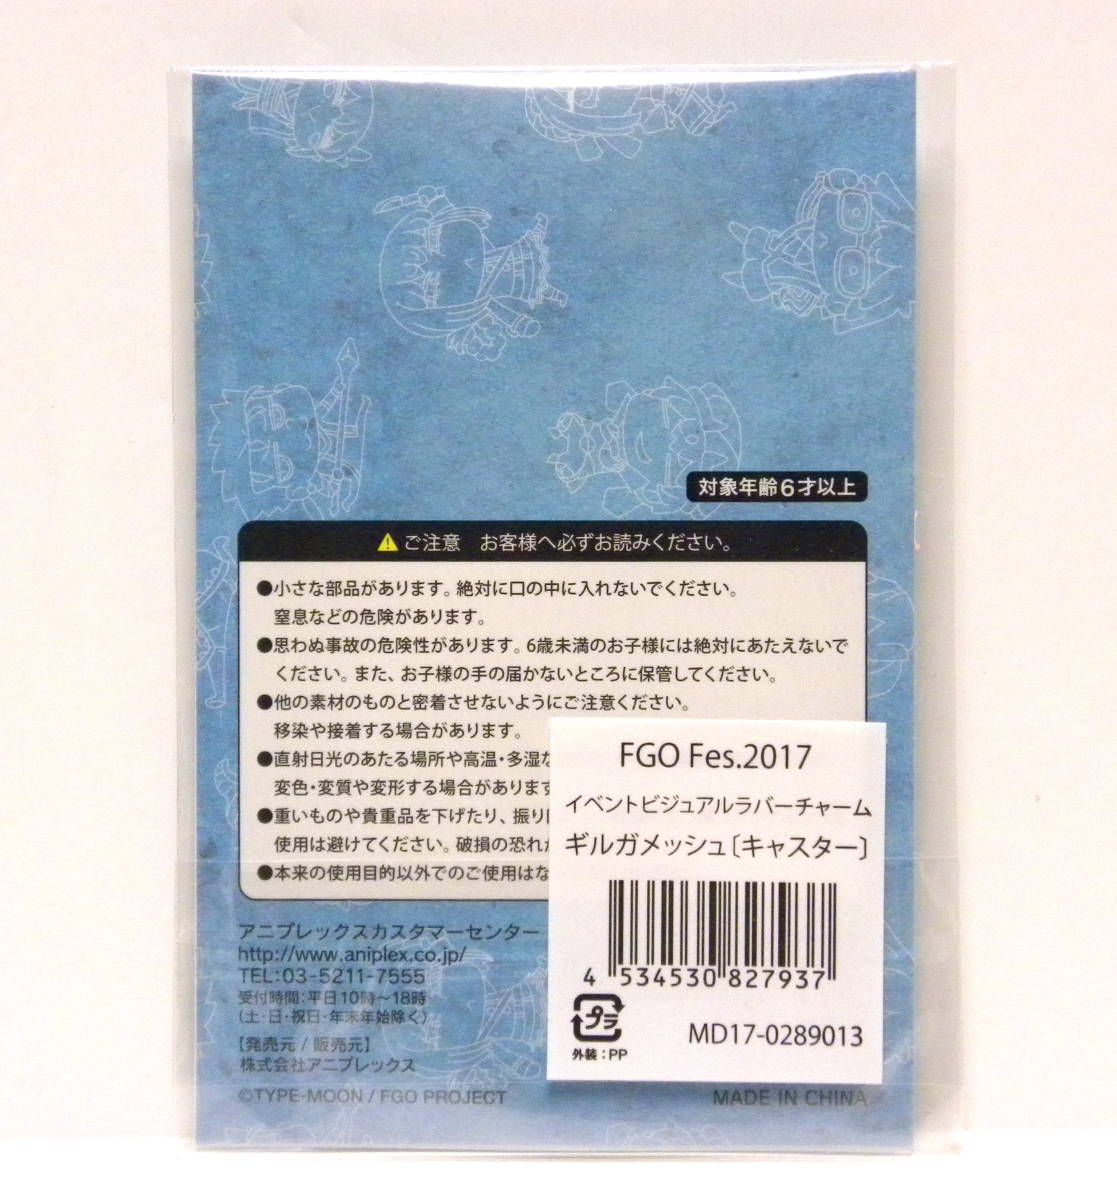 対象年齢6才以上
ご注意 お客様へ必ずお読みください。
●小さな部品があります。絶対に口の中に入れないでください。
窒息などの危険があります。
●思わぬ事故の危険性があります。6歳未満のお子様には絶対にあたえないで
ください。また、お子様の手の届かないところに保管してください。
●他の素材のものと密着させないようにご注意ください。
移染や接着する場合があります。
●直射日光のあたる場所や高温・多湿な
変色・変質や変形する場合があります
●重いものや貴重品を下げたり、振り
使用は避けてください。破損の恐れ
●本来の使用目的以外でのご使用はな
アニプレックスカスタマーセンター
http://www.aniplex.co.jp/
TEL:03-5211-7555
受付時間:平日10時～18時
(土・日・祝日・年末年始除く)
【発売元 / 販売元】
株式会社アニプレックス
©TYPE-MOON / FGO PROJECT
FGO Fes.2017
イベントビジュアルラバーチャーム
ギルガメッシュ〔キャスター〕
4 534530 827937
プラ
外装:PP
MD17-0289013
MADE IN CHINA